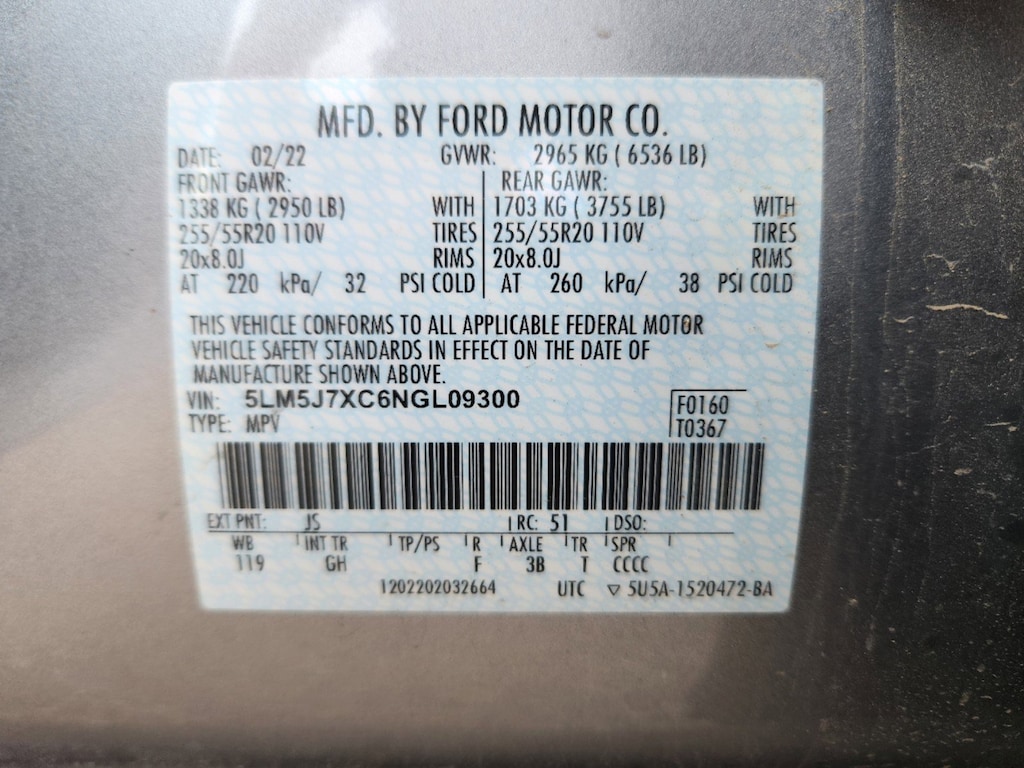 MFD. BY FORD MOTOR CO.
DATE: 02/22 GVWR: 2965 KG ( 6536 LB)
FRONT GAWR: REAR GAWR:
1338 KG ( 2950 LB) WITH 1703 KG ( 3755 LB) WITH
255/55R20 110V TIRES 255/55R20 110V TIRES
20x8.0J RIMS 20x8.0J RIMS
AT 220 kPa/ 32 PSI COLD AT 260 kPa/ 38 PSI COLD
THIS VEHICLE CONFORMS TO ALL APPLICABLE FEDERAL MOTOR
VEHICLE SAFETY STANDARDS IN EFFECT ON THE DATE OF
MANUFACTURE SHOWN ABOVE.
VIN: 5LM5J7XC6NGL09300 F0160
TYPE: MPV T0367
EXT PNT: JS RC: 51 DSO:
WB INT TR TP/PS R AXLE TR SPR
119 GH F 3B T CCCC
1202202032664 UTC ▽ 5U5A-1520472-BA